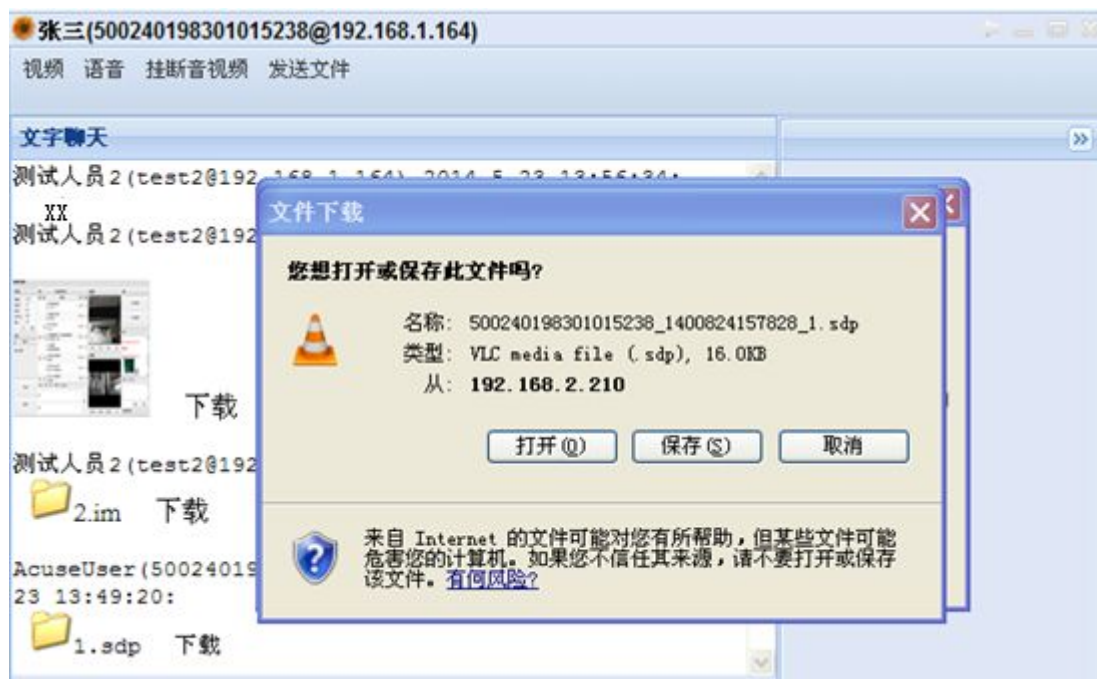 张三(500240198301015238@192.168.1.164)
视频 语音 挂断音视频 发送文件
文字聊天
测试人员2(test2@192.168.1.164) 2014-5-23 13:56:34:
XX
测试人员2(test2@192
下载
测试人员2(test2@192
2.im 下载
AcuseUser(50024019
23 13:49:20:
1.sdp 下载
文件下载
您想打开或保存此文件吗?
名称: 500240198301015238_1400824157828_1.sdp
类型: VLC media file (.sdp), 16.0KB
从: 192.168.2.210
打开(O) 保存(S) 取消
来自 Internet 的文件可能对您有所帮助,但某些文件可能
危害您的计算机。如果您不信任其来源,请不要打开或保存
该文件。有何风险?